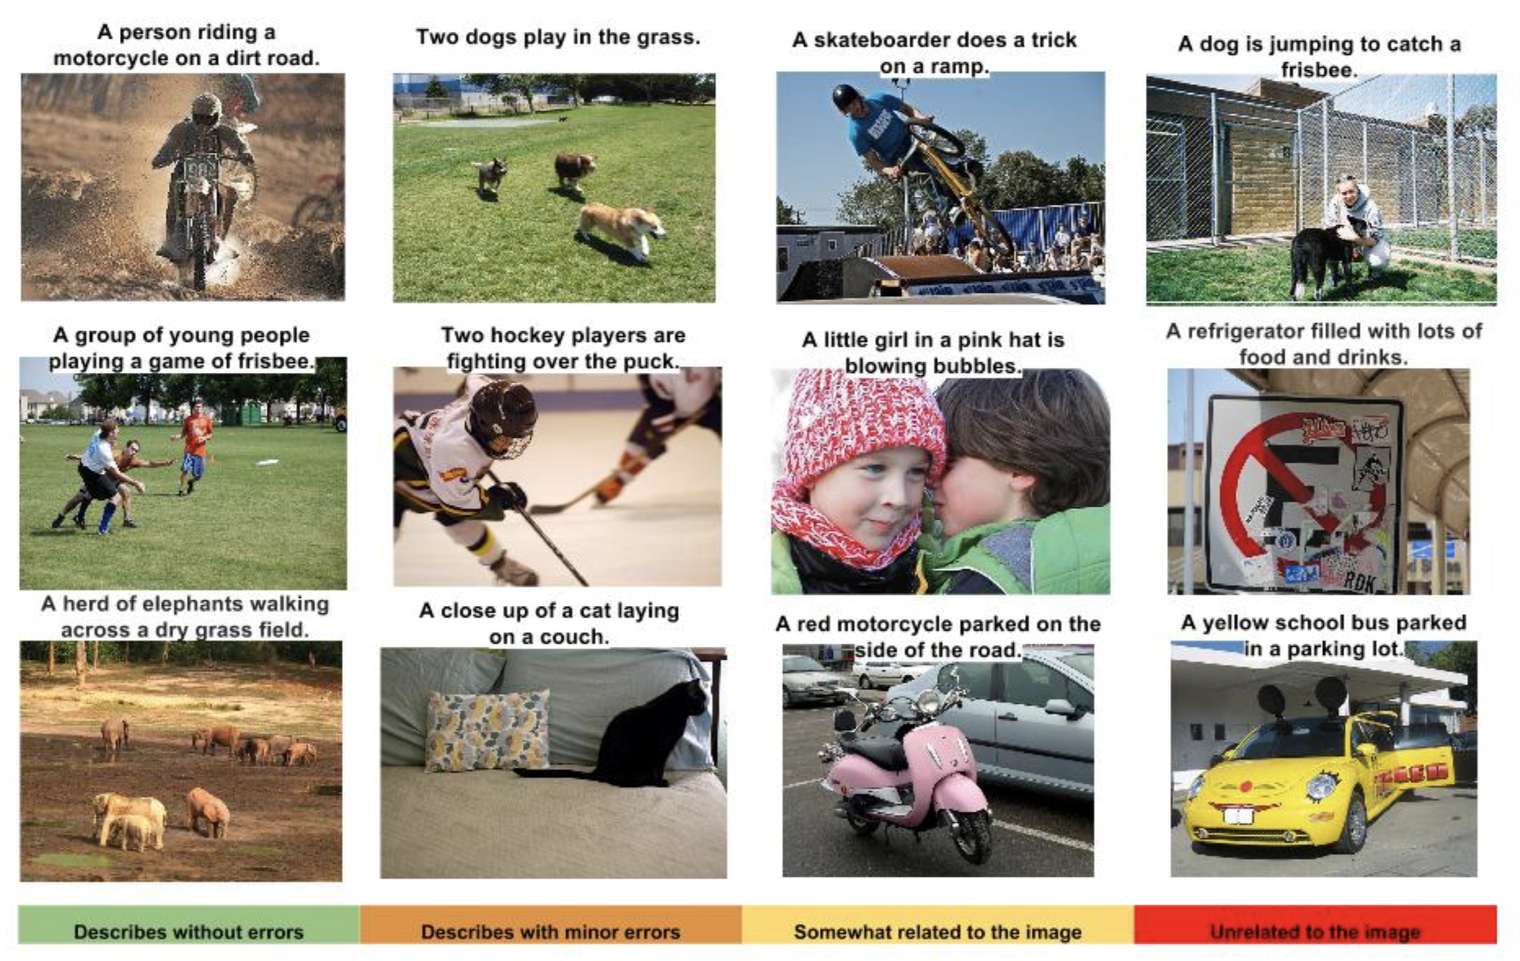 A person riding a
motorcycle on a dirt road.
Two dogs play in the grass.
A skateboarder does a trick
on a ramp.
A dog is jumping to catch a
frisbee.
A group of young people
playing a game of frisbee.
Two hockey players are
fighting over the puck.
A little girl in a pink hat is
blowing bubbles.
A refrigerator filled with lots of
food and drinks.
RDK
A herd of elephants walking
across a dry grass field.
A close up of a cat laying
on a couch.
A red motorcycle parked on the
side of the road.
A yellow school bus parked
in a parking lot.
Describes without errors
Describes with minor errors
Somewhat related to the image
Unrelated to the image